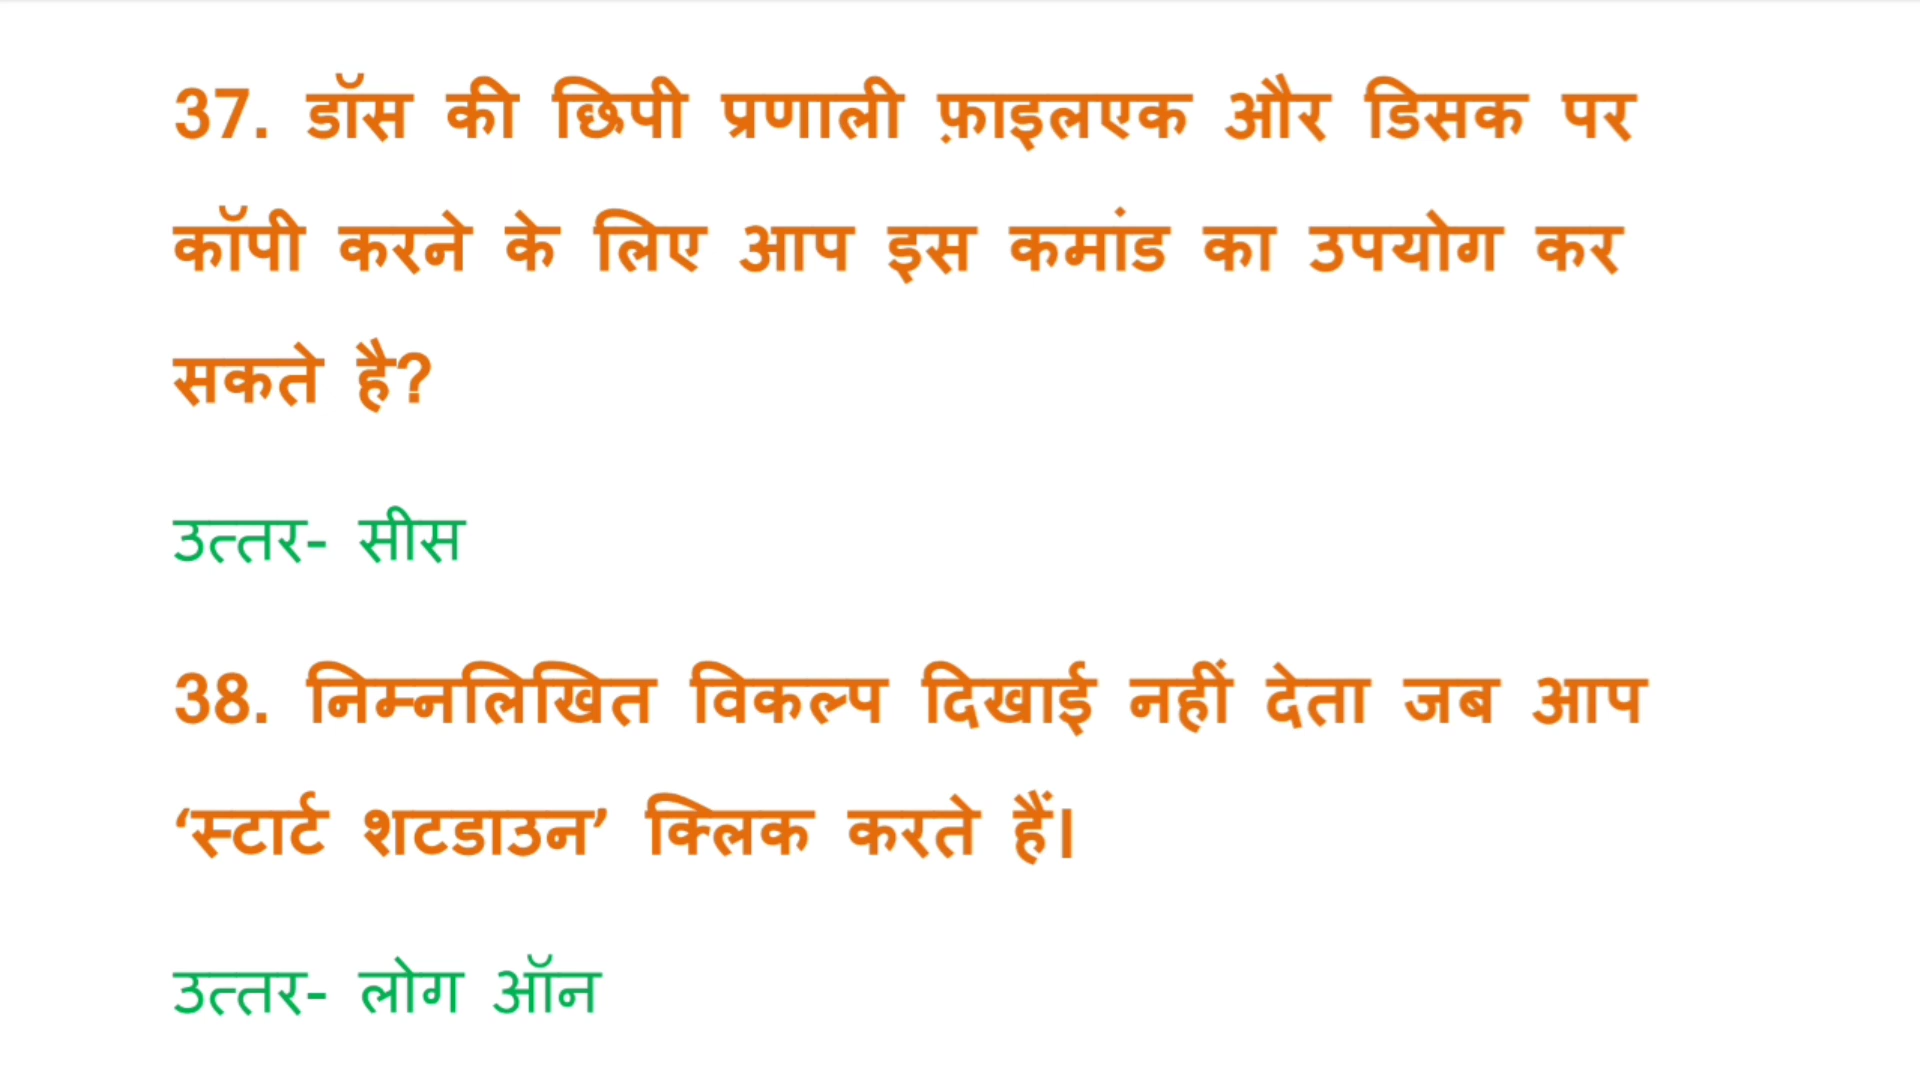 37. डॉस की छिपी प्रणाली फ़ाइलएक और डिसक पर
कॉपी करने के लिए आप इस कमांड का उपयोग कर
सकते है?
उत्तर- सीस
38. निम्नलिखित विकल्प दिखाई नहीं देता जब आप
‘स्टार्ट शटडाउन’ क्लिक करते हैं।
उत्तर- लोग ऑन